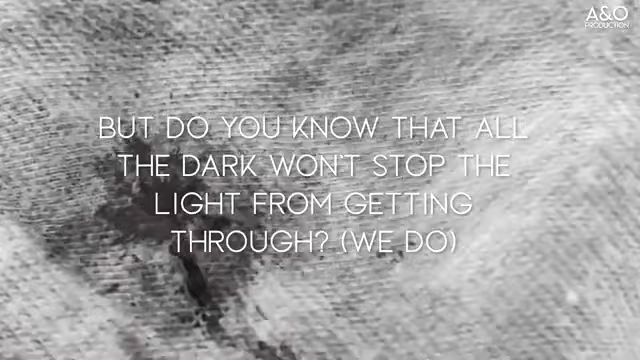 A&O
PRODUCTION
BUT DO YOU KNOW THAT ALL
THE DARK WON'T STOP THE
LIGHT FROM GETTING
THROUGH? (WE DO)